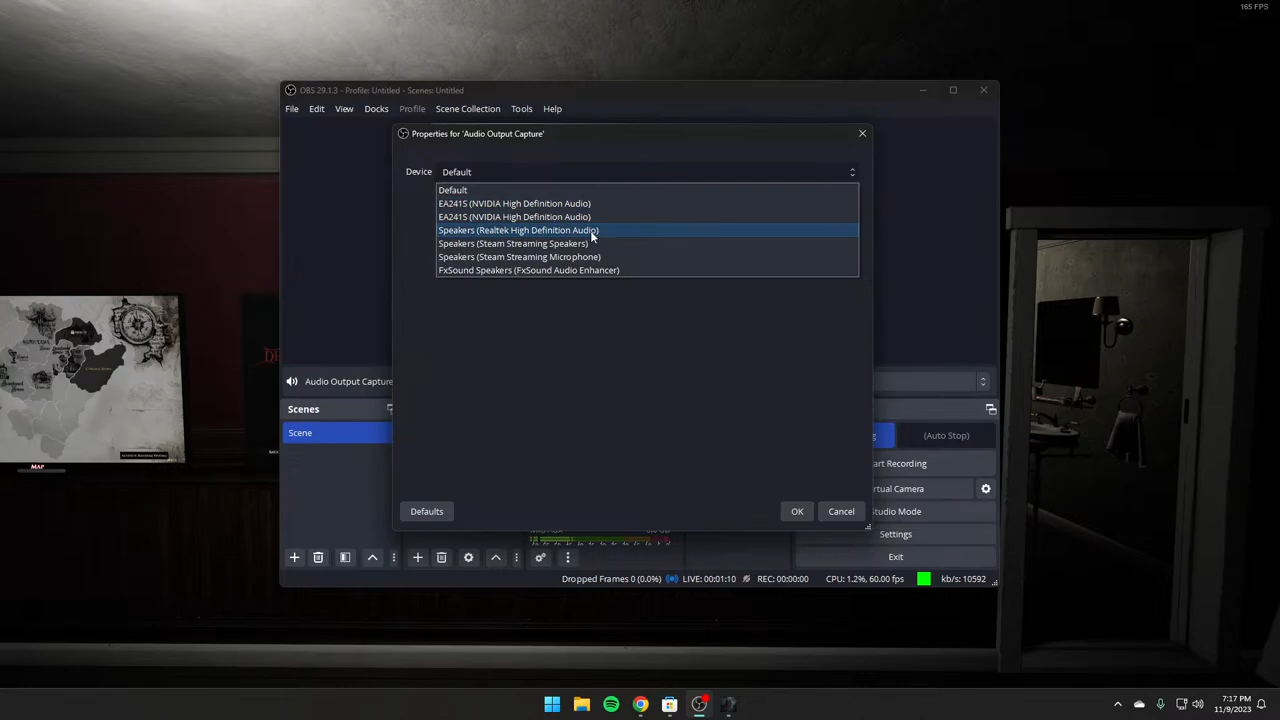 165 FPS
OBS 29.1.3 - Profile: Untitled - Scenes: Untitled
File Edit View Docks Profile Scene Collection Tools Help
Properties for 'Audio Output Capture'
Device Default
Default
EA241S (NVIDIA High Definition Audio)
EA241S (NVIDIA High Definition Audio)
Speakers (Realtek High Definition Audio)
Speakers (Steam Streaming Speakers)
Speakers (Steam Streaming Microphone)
FxSound Speakers (FxSound Audio Enhancer)
Audio Output Capture
Scenes
Scene
(Auto Stop)
art Recording
rtual Camera
Studio Mode
Settings
Exit
Defaults OK Cancel
Dropped Frames 0 (0.0%) LIVE: 00:01:10 REC: 00:00:00 CPU: 1.2%, 60.00 fps kb/s: 10592
MAP
7:17 PM
11/9/2023